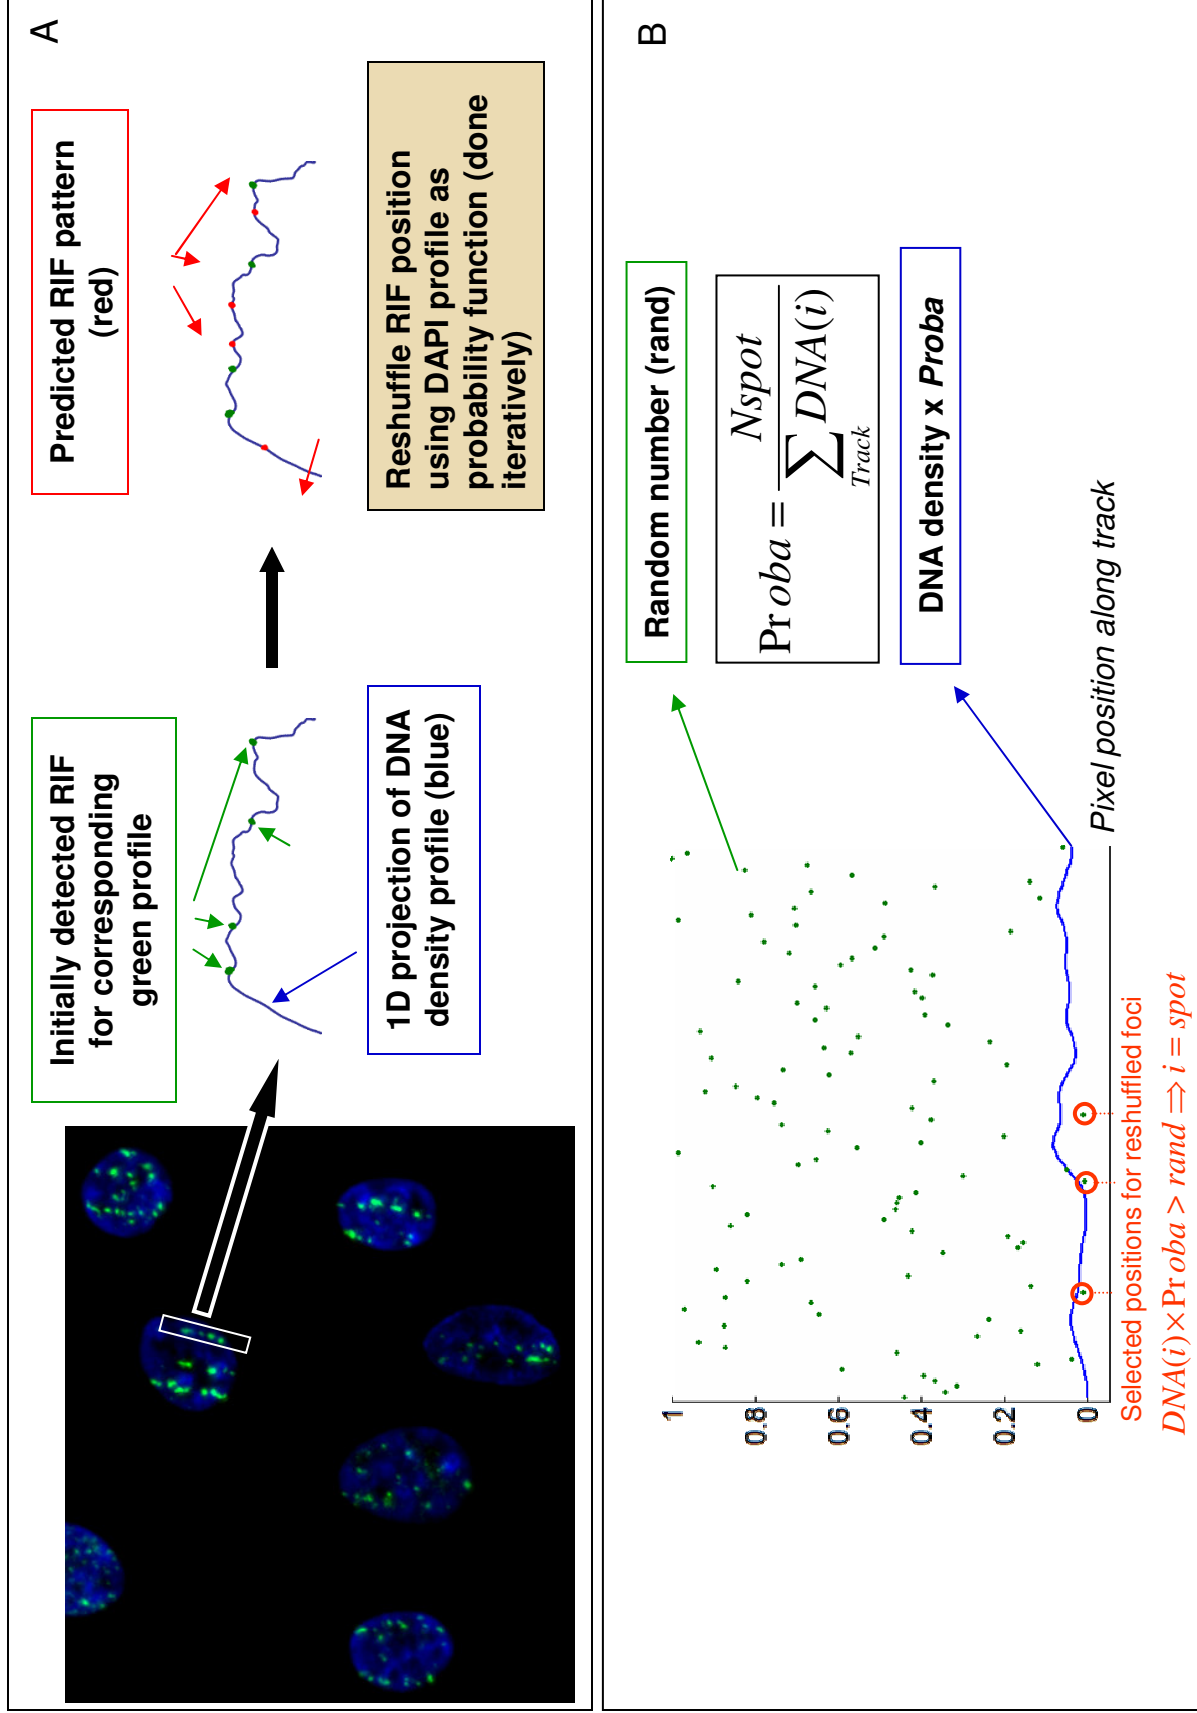 A
Initially detected RIF
for corresponding
green profile
1D projection of DNA
density profile (blue)
Predicted RIF pattern
(red)
Reshuffle RIF position
using DAPI profile as
probability function (done
iteratively)
B
1
0.8
0.6
0.4
0.2
0
Random number (rand)
Proba = Nspot / ∑ Track DNA(i)
DNA density x Proba
Pixel position along track
Selected positions for reshuffled foci
DNA(i)×Proba > rand ⇒ i = spot